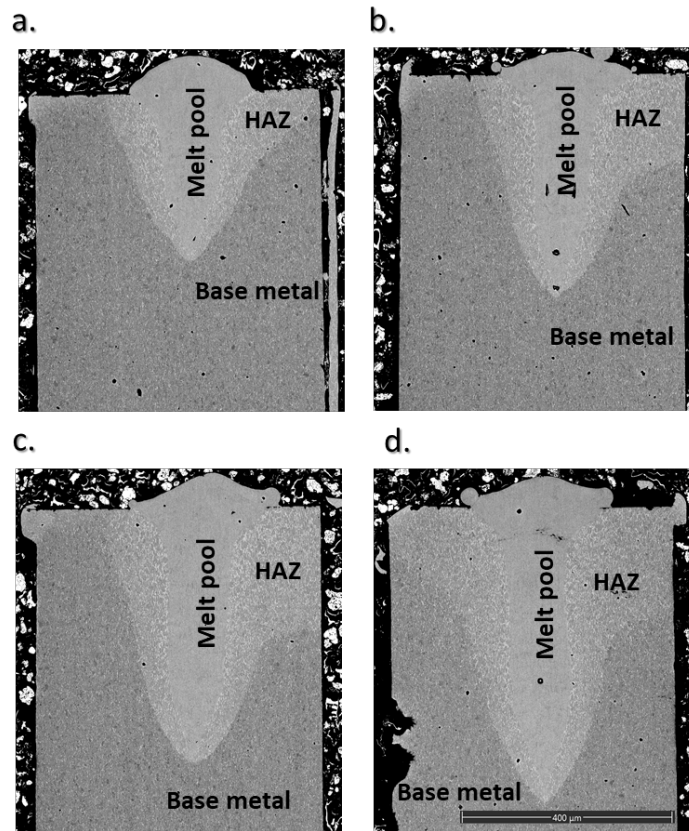 a.
b.
Melt pool
HAZ
Base metal
Melt pool
HAZ
Base metal
c.
d.
Melt pool
HAZ
Base metal
Melt pool
HAZ
Base metal
400 µm